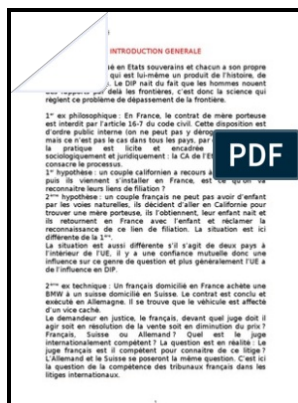 INTRODUCTION GENERALE
en Etats souverains et chacun a son propre
qui est lui-même un produit de l'histoire, de
Le DIP nait du fait que les hommes nouent
des rapports par delà les frontières, c'est donc la science qui
règlent ce problème de dépassement de la frontière.
1er ex philosophique : En France, le contrat de mère porteuse
est interdit par l'article 16-7 du code civil. Cette disposition est
d'ordre public interne (on ne peut pas y
mais ce n'est pas le cas dans tous les pays, par
la pratique est licite et encadrée
sociologiquement et juridiquement : la CA de l'E
consacre le processus.
1er hypothèse : un couple californien a recours à
puis ils viennent s'installer en France, est ce qu'on va
reconnaitre leurs liens de filiation ?
2ème hypothèse : un couple français ne peut pas avoir d'enfant
par les voies naturelles, ils décident d'aller en Californie pour
trouver une mère porteuse, ils l'obtiennent, leur enfant nait et
ils retournent en France avec l'enfant et réclamer la
reconnaissance de ce lien de filiation. La situation est ici
différente de la 1ère.
La situation est aussi différente s'il s'agit de deux pays à
l'intérieur de l'UE, il y a une confiance mutuelle donc une
influence sur ce genre de question et plus généralement l'UE a
de l'influence en DIP.
2ème ex technique : Un français domicilié en France achète une
BMW à un suisse domicilié en Suisse. Le contrat est conclu et
exécuté en Allemagne. Il se trouve que le véhicule est affecté
d'un vice caché.
Le demandeur en justice, le français, devant quel juge doit il
agir soit en résolution de la vente soit en diminution du prix ?
Français, Suisse ou Allemand ? Quel est le juge
internationalement compétent ? La question est en réalité : Le
juge français est il compétent pour connaitre de ce litige ?
L'Allemand et le Suisse se poseront la même question. C'est ici
la question de la compétence des tribunaux français dans les
litiges internationaux.
PDF